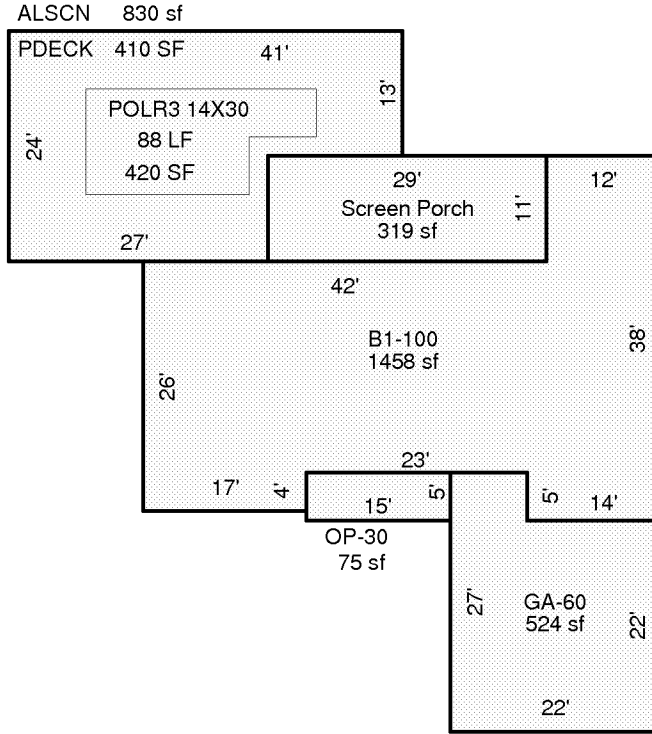 ALSCN 830 sf
PDECK 410 SF 41'
13'
POLR3 14X30
88 LF
24'
420 SF
29' 12'
11'
Screen Porch
319 sf
27'
42'
B1-100
1458 sf
38'
26'
23'
17' 4' 15' 5' 5' 14'
OP-30
75 sf
27'
GA-60
524 sf
22'
22'